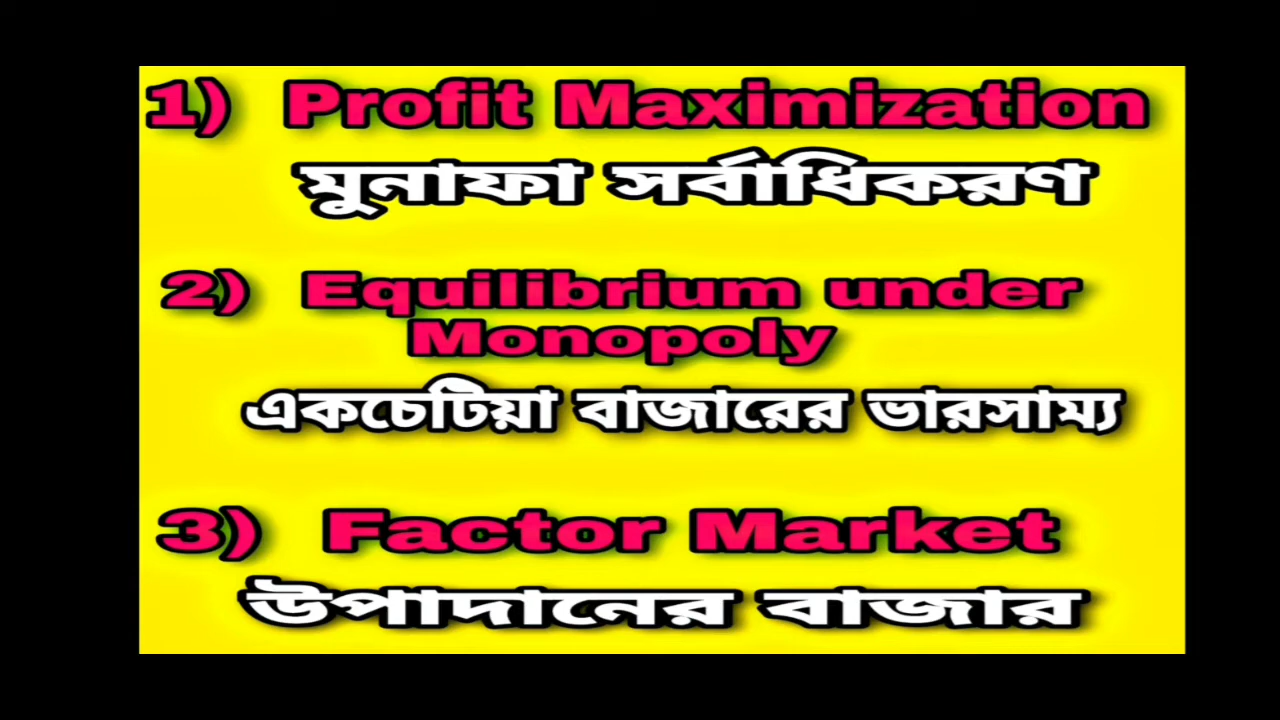 1) Profit Maximization
মুনাফা সর্বাধিকরণ
2) Equilibrium under
Monopoly
একচেটিয়া বাজারের ভারসাম্য
3) Factor Market
উপাদানের বাজার